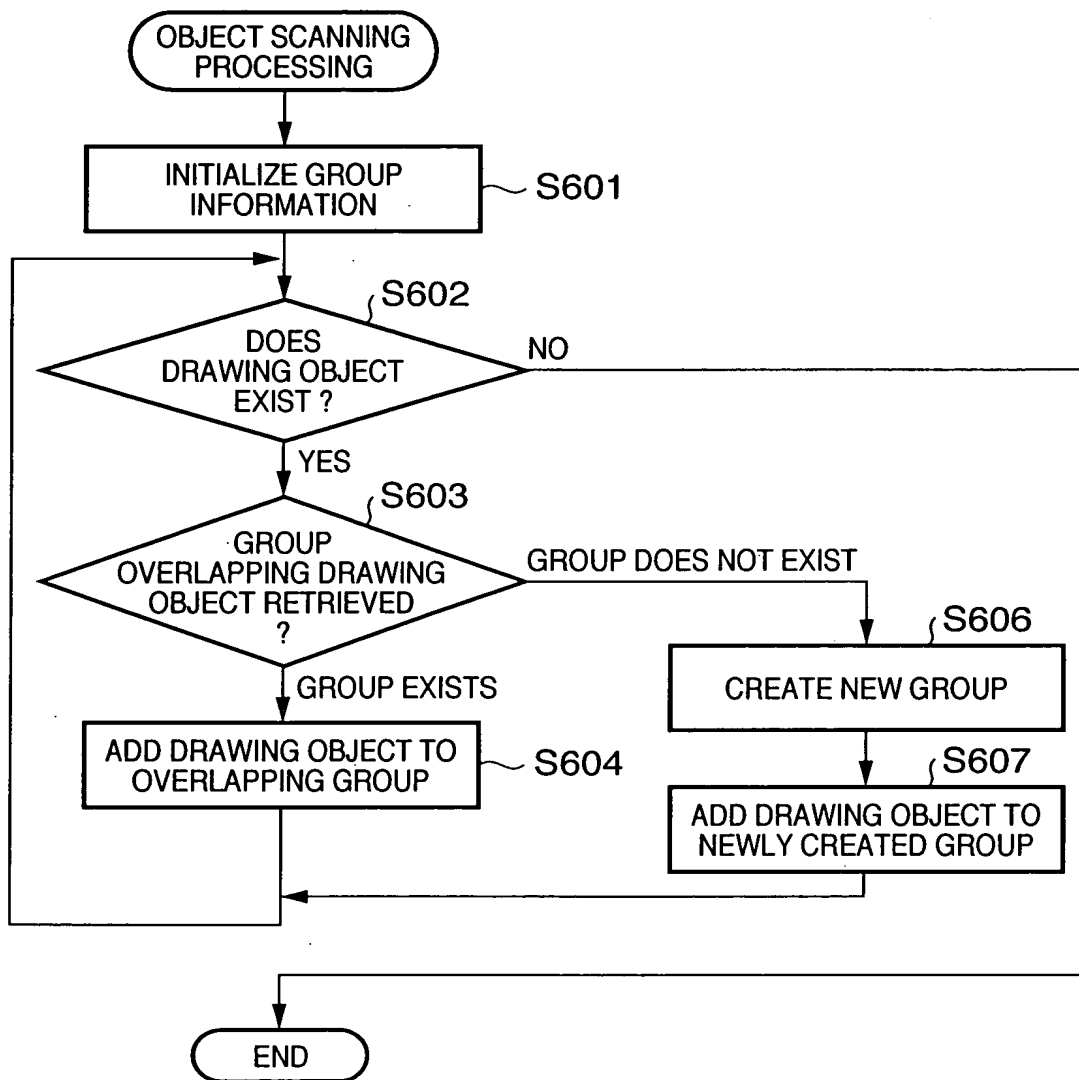 OBJECT SCANNING
PROCESSING
INITIALIZE GROUP
INFORMATION
S601
S602
DOES
DRAWING OBJECT
EXIST ?
NO
YES
S603
GROUP
OVERLAPPING DRAWING
OBJECT RETRIEVED
?
GROUP DOES NOT EXIST
GROUP EXISTS
S606
CREATE NEW GROUP
ADD DRAWING OBJECT TO
OVERLAPPING GROUP
S604
S607
ADD DRAWING OBJECT TO
NEWLY CREATED GROUP
END